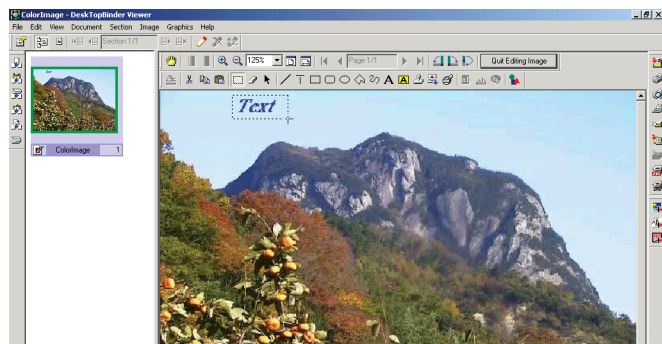 ColorImage - DeskTopBinder Viewer
File Edit View Document Section Image Graphics Help
Section 1/1
125%
Page 1/1
Quit Editing Image
T A A
Text
ColorImage 1